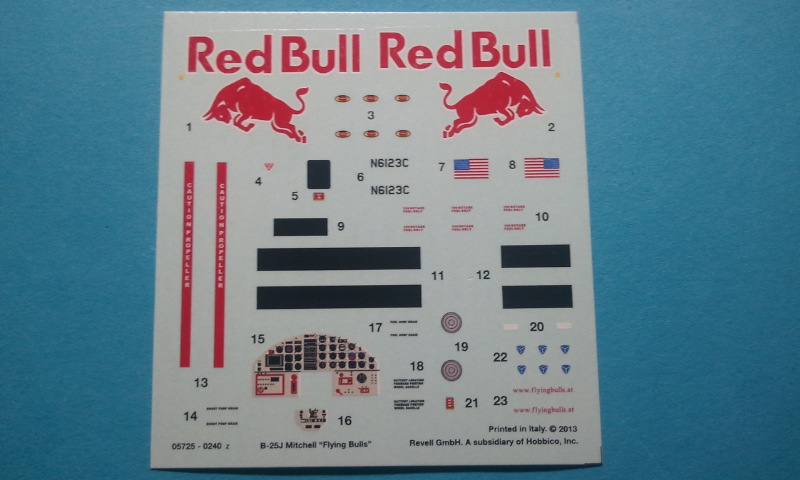 Red Bull Red Bull
1
3
2
4
5
6
N6123C
N6123C
7
8
CAUTION PROPELLER
CAUTION PROPELLER
9
10
11
12
13
14
15
16
17
18
19
20
21
22
23
www.flyingbulls.at
www.flyingbulls.at
Printed in Italy. © 2013
05725 - 0240 z
B-25J Mitchell "Flying Bulls"
Revell GmbH. A subsidiary of Hobbico, Inc.